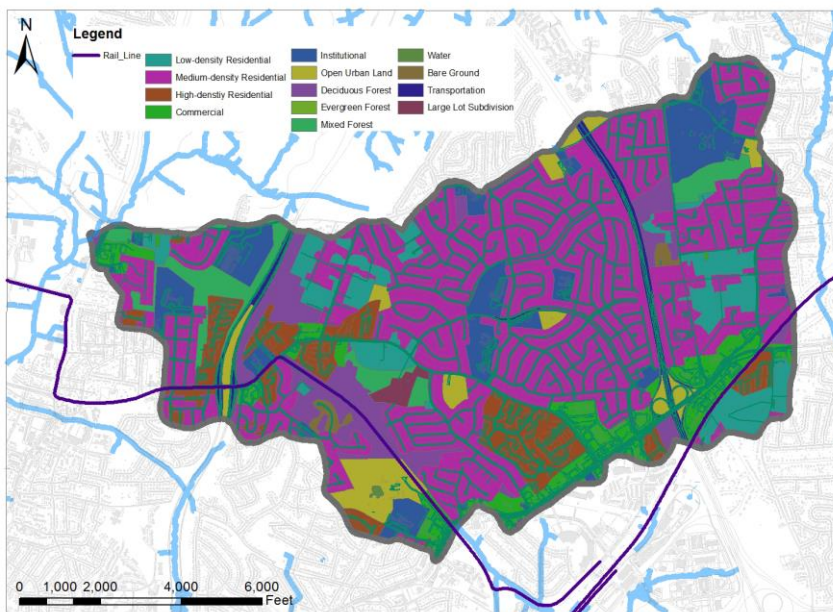 N
Legend
Rail_Line
Low-density Residential
Medium-density Residential
High-denstiy Residential
Commercial
Institutional
Open Urban Land
Deciduous Forest
Evergreen Forest
Mixed Forest
Water
Bare Ground
Transportation
Large Lot Subdivision
0 1,000 2,000 4,000 6,000
Feet